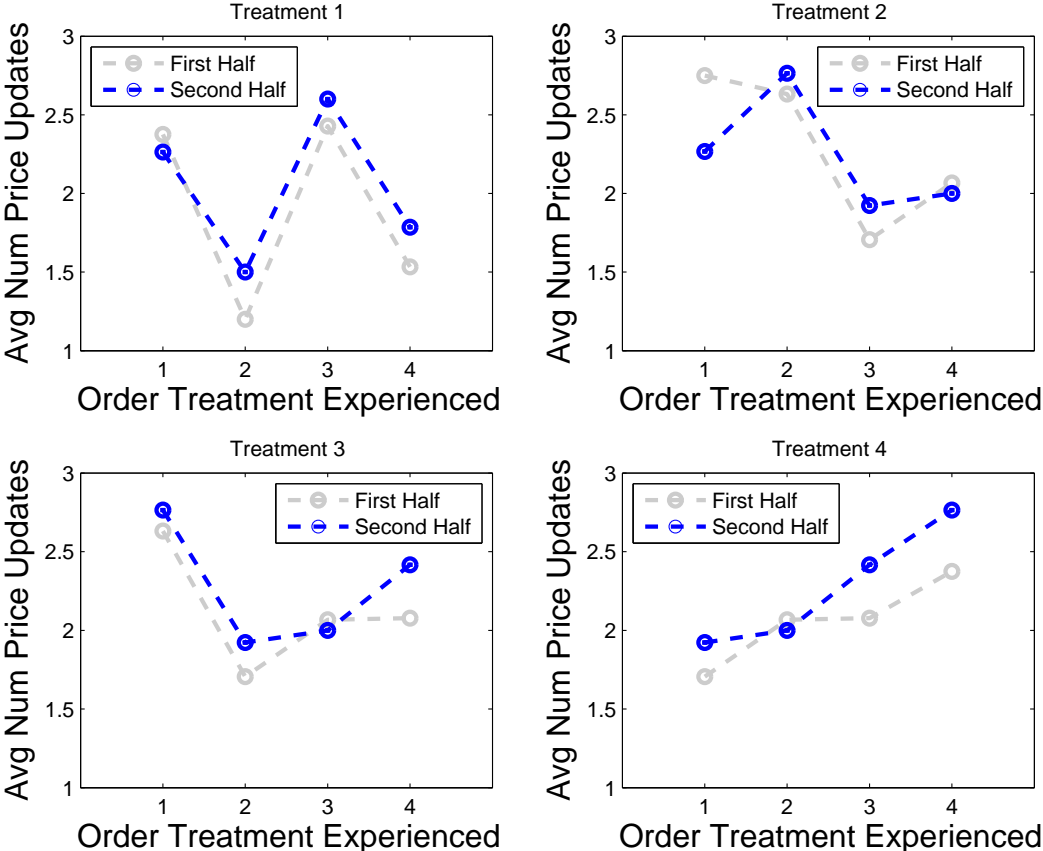 Treatment 1
Avg Num Price Updates
3
2.5
2
1.5
1
First Half
Second Half
1 2 3 4
Order Treatment Experienced
Treatment 2
Avg Num Price Updates
3
2.5
2
1.5
1
First Half
Second Half
1 2 3 4
Order Treatment Experienced
Treatment 3
Avg Num Price Updates
3
2.5
2
1.5
1
First Half
Second Half
1 2 3 4
Order Treatment Experienced
Treatment 4
Avg Num Price Updates
3
2.5
2
1.5
1
First Half
Second Half
1 2 3 4
Order Treatment Experienced